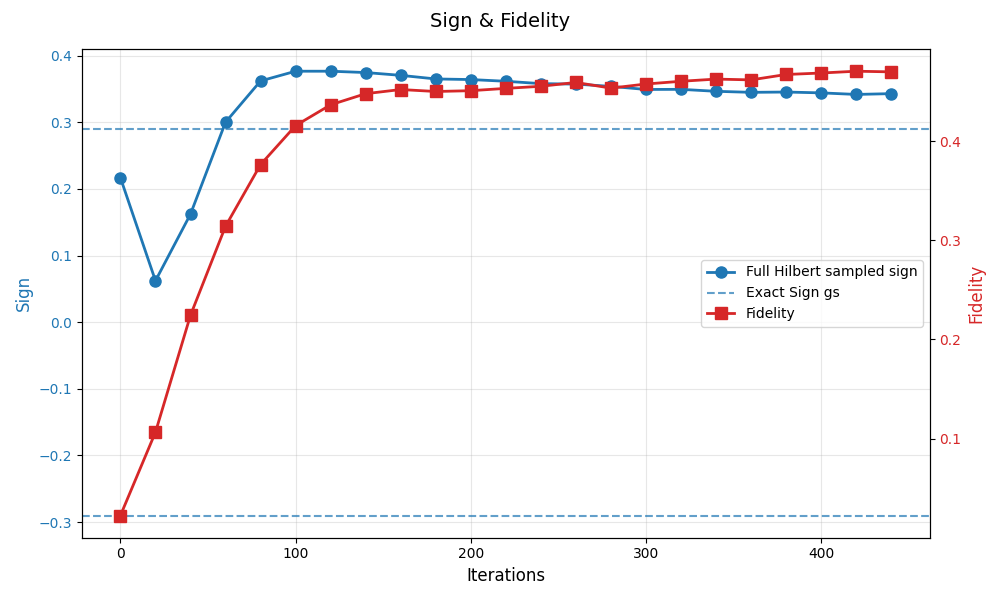 Sign & Fidelity
0.4
0.3
0.2
0.1
0.0
−0.1
−0.2
−0.3
Sign
0.4
0.3
0.2
0.1
Fidelity
Full Hilbert sampled sign
Exact Sign gs
Fidelity
0
100
200
300
400
Iterations